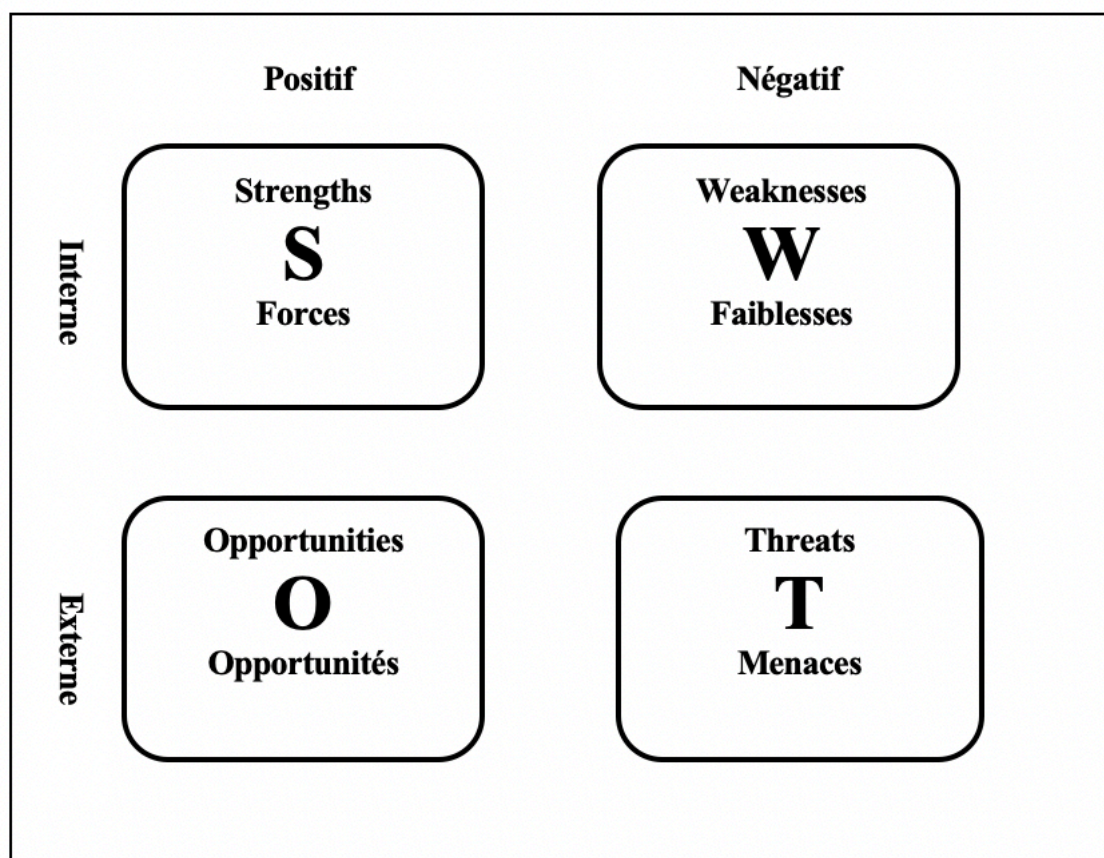 Positif
Négatif
Interne
Strengths
S
Forces
Weaknesses
W
Faiblesses
Externe
Opportunities
O
Opportunités
Threats
T
Menaces